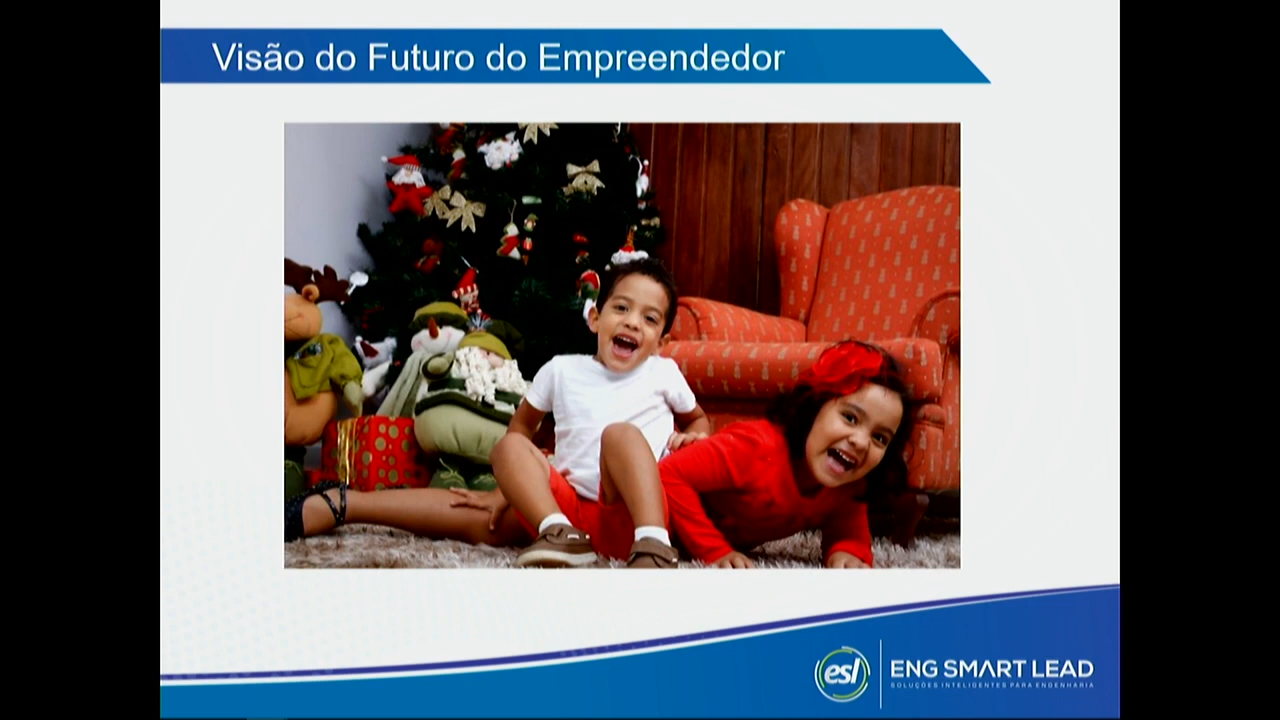 Visão do Futuro do Empreendedor
esl
ENG SMART LEAD
SOLUÇÕES INTELIGENTES PARA ENGENHARIA